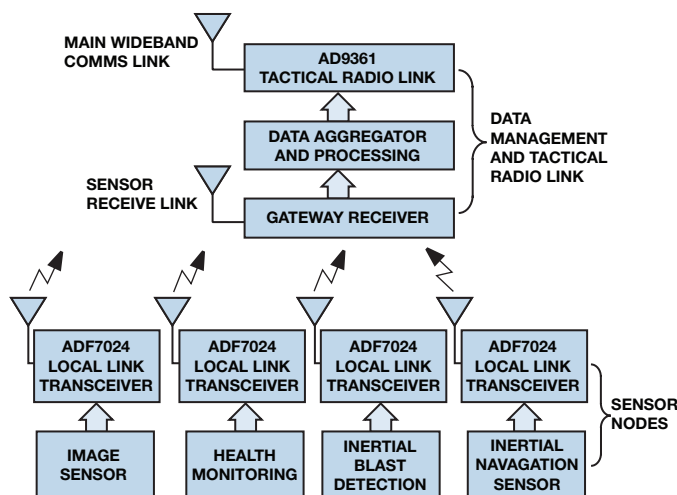 MAIN WIDEBAND
COMMS LINK
AD9361
TACTICAL RADIO LINK
DATA AGGREGATOR
AND PROCESSING
DATA
MANAGEMENT
AND TACTICAL
RADIO LINK
SENSOR
RECEIVE LINK
GATEWAY RECEIVER
ADF7024
LOCAL LINK
TRANSCEIVER
ADF7024
LOCAL LINK
TRANSCEIVER
ADF7024
LOCAL LINK
TRANSCEIVER
ADF7024
LOCAL LINK
TRANSCEIVER
SENSOR
NODES
IMAGE
SENSOR
HEALTH
MONITORING
INERTIAL
BLAST
DETECTION
INERTIAL
NAVAGATION
SENSOR